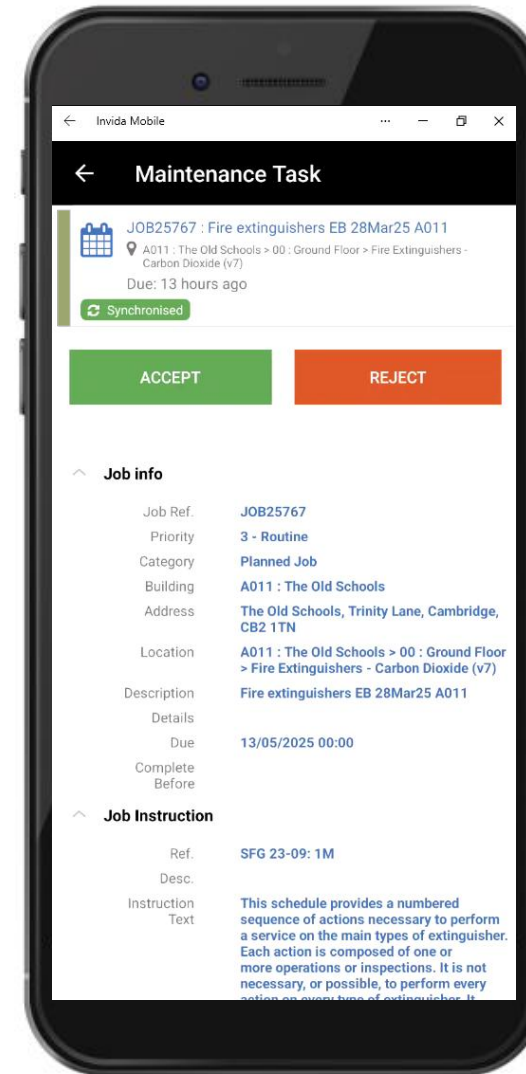 Invida Mobile
Maintenance Task
JOB25767 : Fire extinguishers EB 28Mar25 A011
A011 : The Old Schools > 00 : Ground Floor > Fire Extinguishers -
Carbon Dioxide (v7)
Due: 13 hours ago
Synchronised
ACCEPT REJECT
Job info
Job Ref. JOB25767
Priority 3 - Routine
Category Planned Job
Building A011 : The Old Schools
Address The Old Schools, Trinity Lane, Cambridge,
CB2 1TN
Location A011 : The Old Schools > 00 : Ground Floor
> Fire Extinguishers - Carbon Dioxide (v7)
Description Fire extinguishers EB 28Mar25 A011
Details
Due 13/05/2025 00:00
Complete
Before
Job Instruction
Ref. SFG 23-09: 1M
Desc.
Instruction This schedule provides a numbered
Text sequence of actions necessary to perform
a service on the main types of extinguisher.
Each action is composed of one or
more operations or inspections. It is not
necessary, or possible, to perform every
action on every type of extinguisher. It